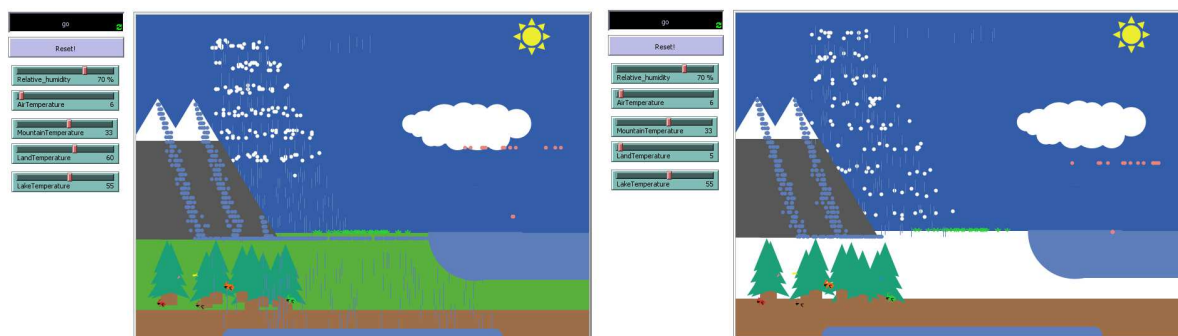 go
Reset!
Relative_humidity 70 %
AirTemperature 6
MountainTemperature 33
LandTemperature 60
LakeTemperature 55
go
Reset!
Relative_humidity 70 %
AirTemperature 6
MountainTemperature 33
LandTemperature 5
LakeTemperature 55